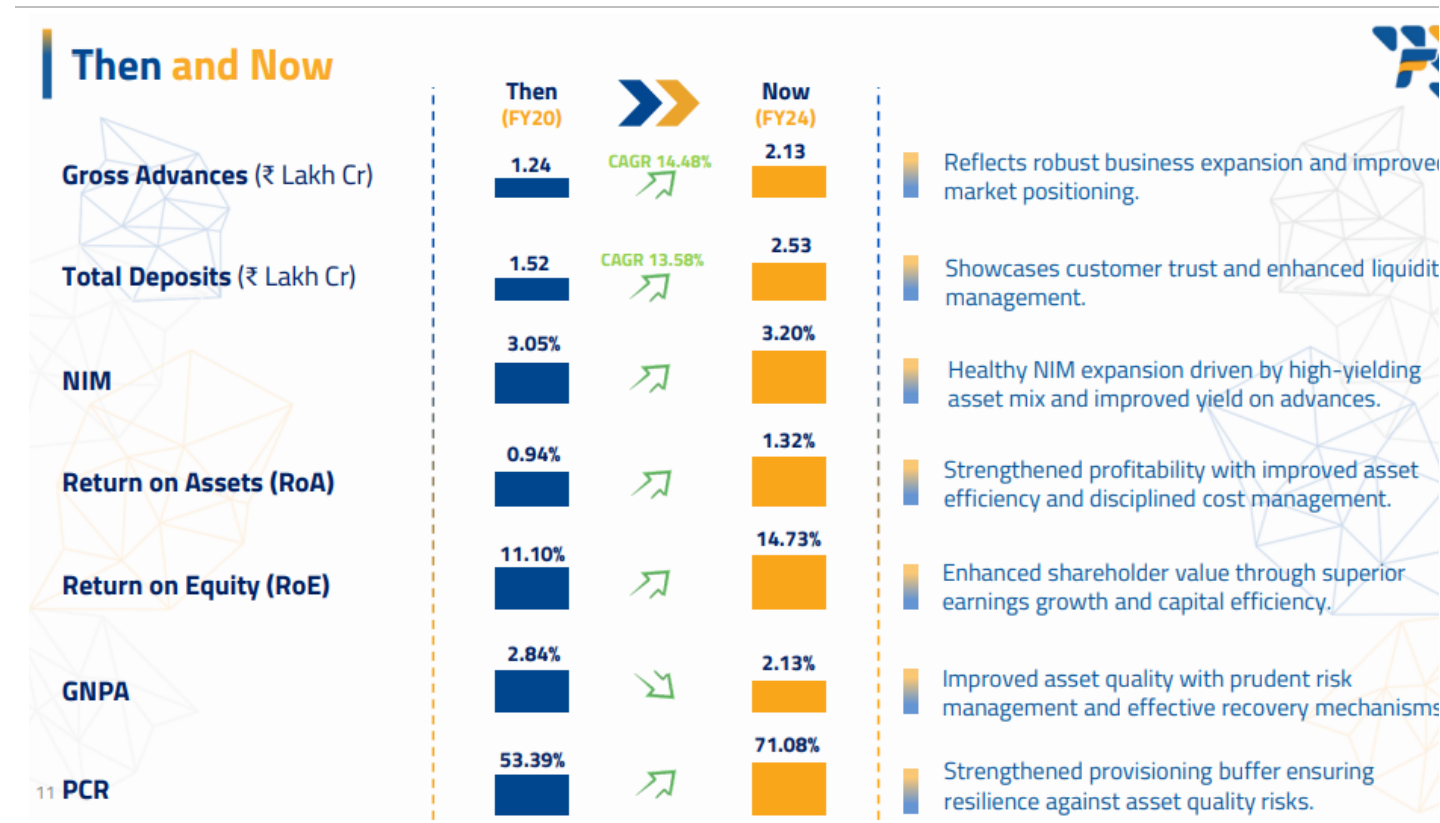 Then and Now
Then
(FY20)
Now
(FY24)
Gross Advances (₹ Lakh Cr)
1.24
CAGR 14.48%
2.13
Reflects robust business expansion and improved
market positioning.
Total Deposits (₹ Lakh Cr)
1.52
CAGR 13.58%
2.53
Showcases customer trust and enhanced liquidit
management.
NIM
3.05%
3.20%
Healthy NIM expansion driven by high-yielding
asset mix and improved yield on advances.
Return on Assets (RoA)
0.94%
1.32%
Strengthened profitability with improved asset
efficiency and disciplined cost management.
Return on Equity (RoE)
11.10%
14.73%
Enhanced shareholder value through superior
earnings growth and capital efficiency.
GNPA
2.84%
2.13%
Improved asset quality with prudent risk
management and effective recovery mechanisms
11 PCR
53.39%
71.08%
Strengthened provisioning buffer ensuring
resilience against asset quality risks.